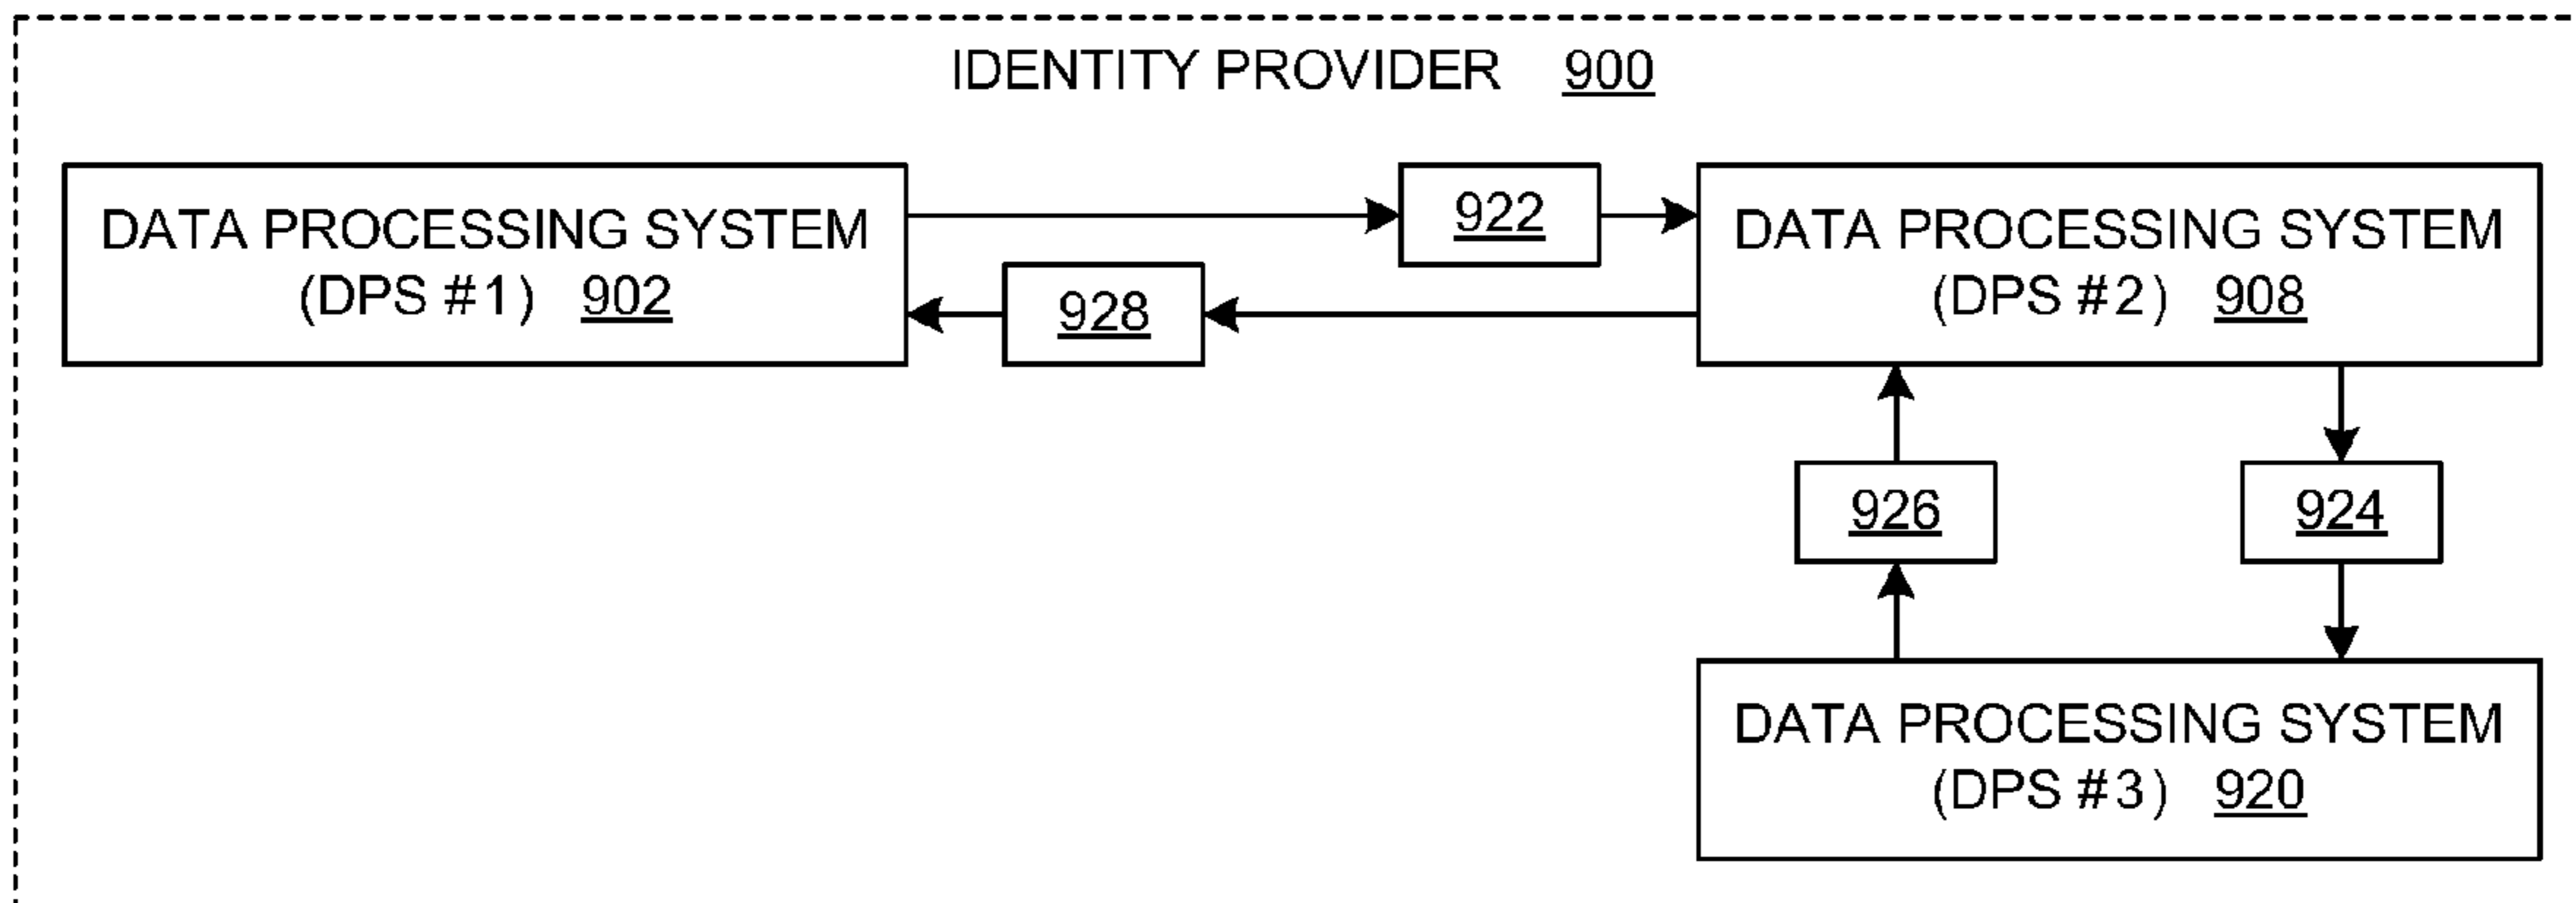 IDENTITY PROVIDER 900
DATA PROCESSING SYSTEM
(DPS #1) 902
922
928
DATA PROCESSING SYSTEM
(DPS #2) 908
926
924
DATA PROCESSING SYSTEM
(DPS #3) 920